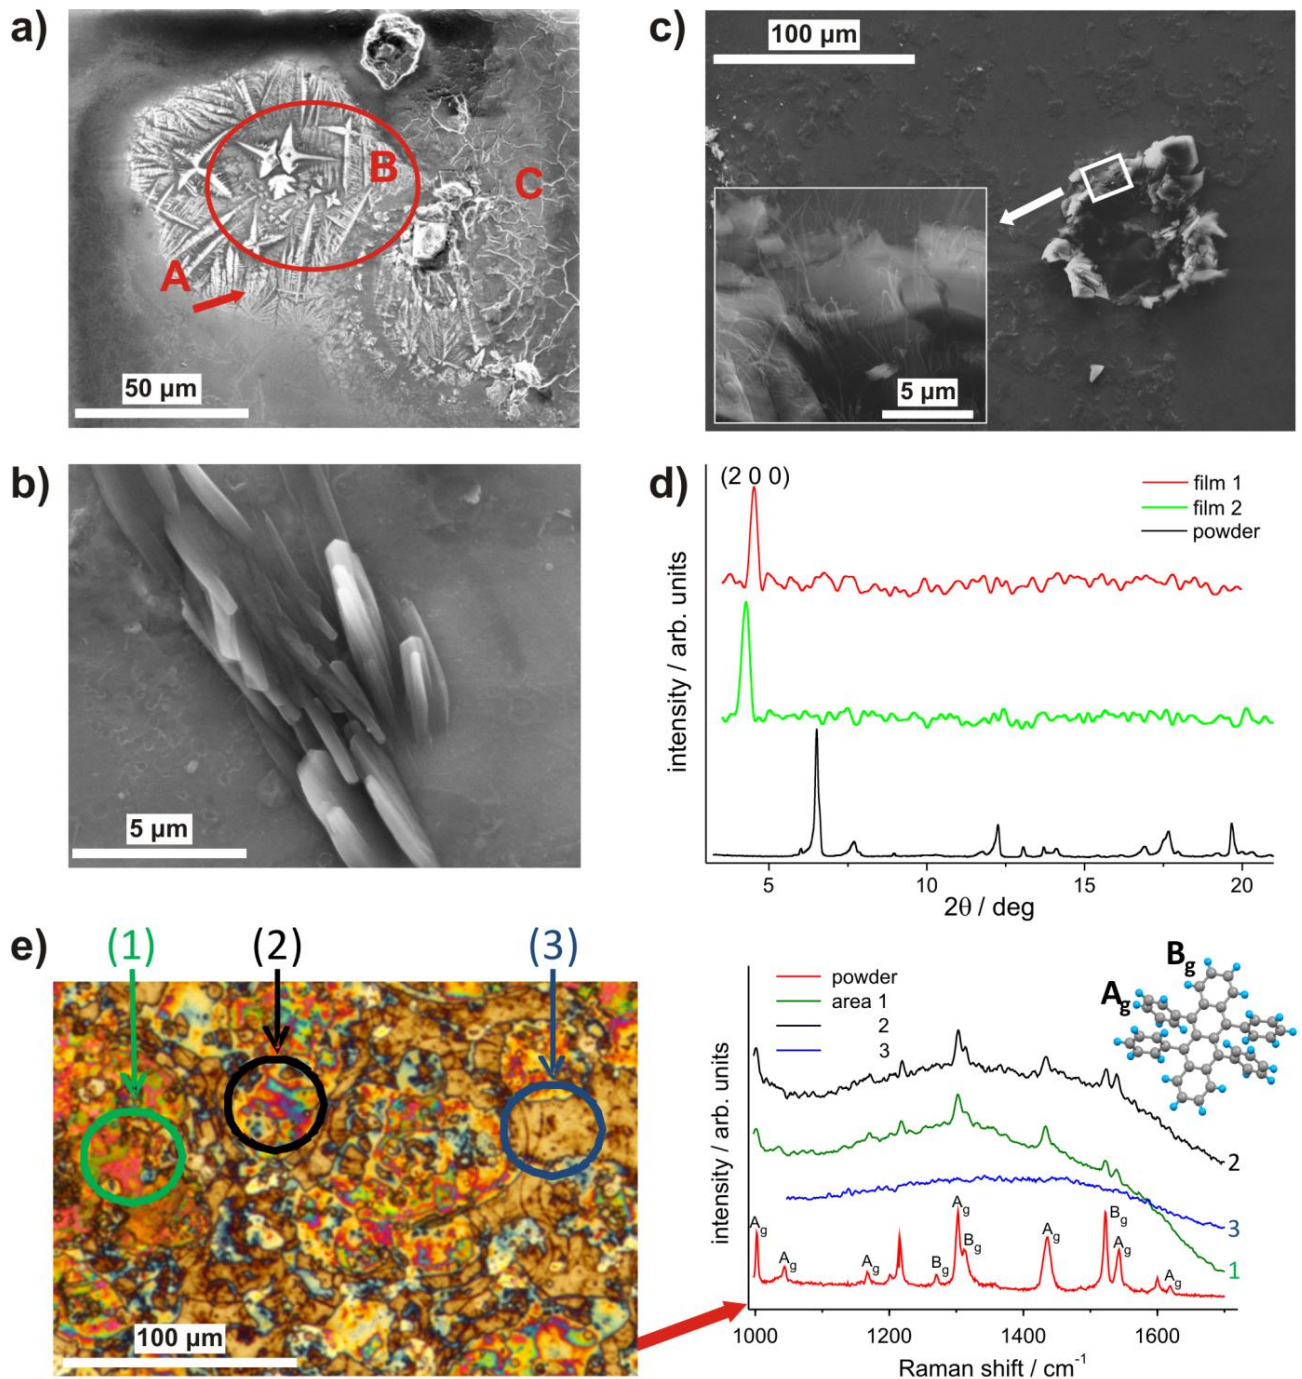 a)
A
B
C
50 µm
c)
100 µm
5 µm
b)
5 µm
d)
(2 0 0)
film 1
film 2
powder
intensity / arb. units
5
10
15
20
2θ / deg
e)
(1)
(2)
(3)
100 µm
powder
area 1
2
3
Bg
Ag
intensity / arb. units
2
3
1
Ag
Ag
Ag
Bg
Ag
Bg
Ag
Bg
Ag
Ag
1000
1200
1400
1600
Raman shift / cm⁻¹